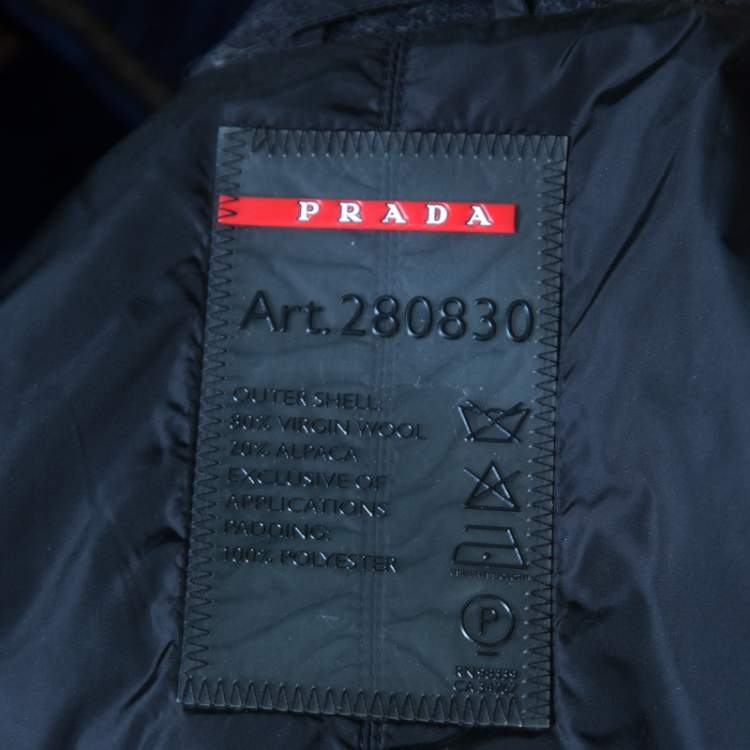 PRADA
Art. 280830
OUTER SHELL:
80% VIRGIN WOOL
20% ALPACA
EXCLUSIVE OF
APPLICATIONS
PADDING:
100% POLYESTER
P